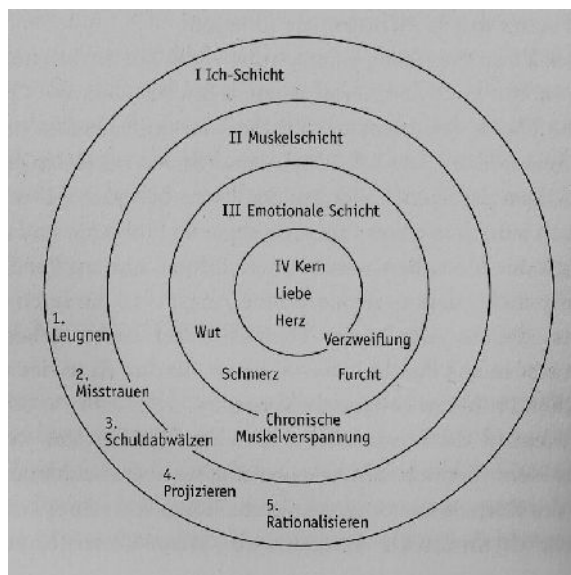 I Ich-Schicht
II Muskelschicht
III Emotionale Schicht
IV Kern
Liebe
Herz
Wut
Verzweiflung
Schmerz
Furcht
Chronische
Muskelverspannung
1.
Leugnen
2.
Misstrauen
3.
Schuldabwälzen
4.
Projizieren
5.
Rationalisieren